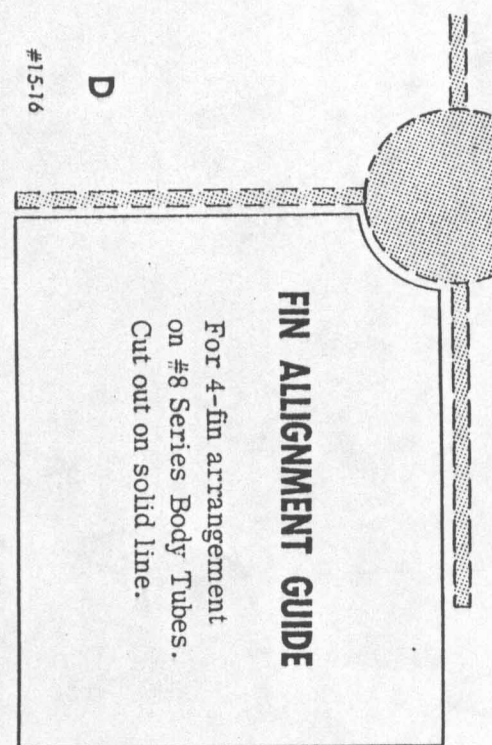 FIN ALLIGNMENT GUIDE
For 4-fin arrangement
on #8 Series Body Tubes.
Cut out on solid line.
D
#15-16